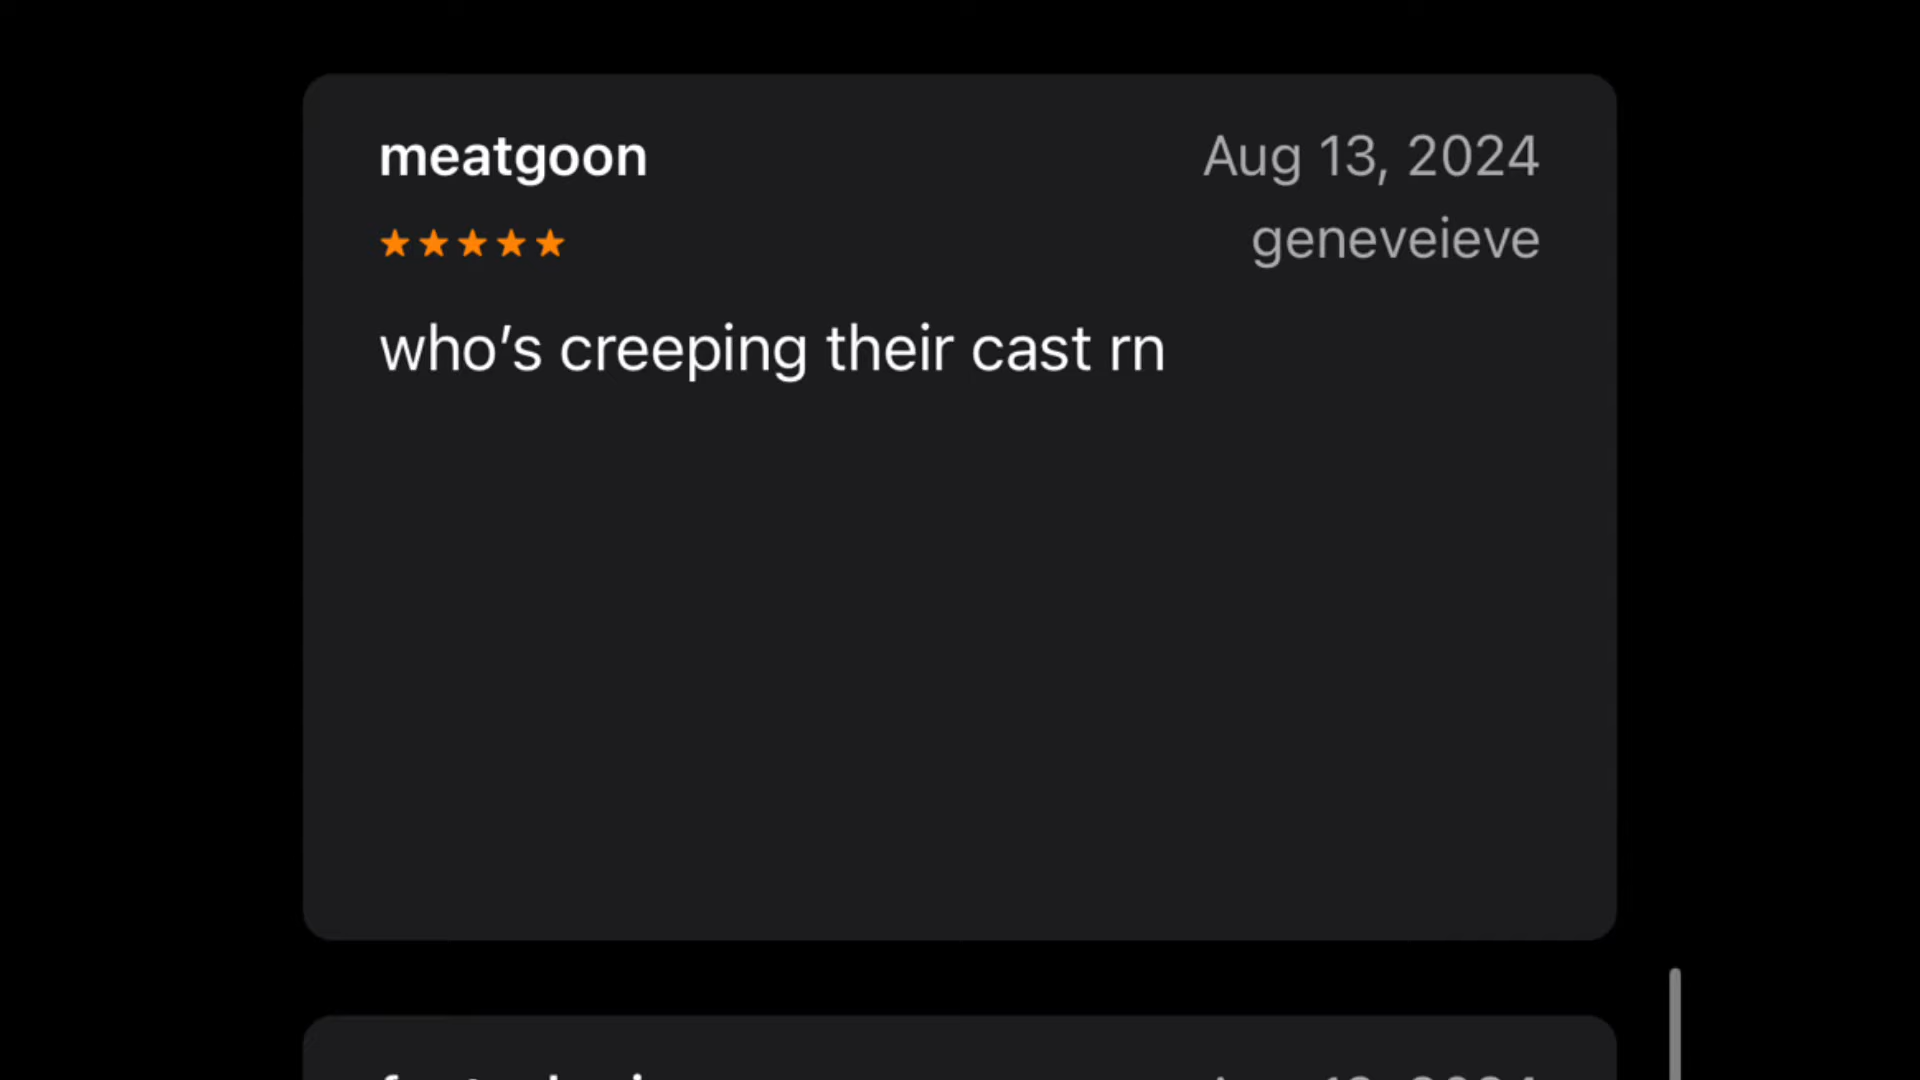 meatgoon
Aug 13, 2024
★★★★★
geneveieve
who’s creeping their cast rn